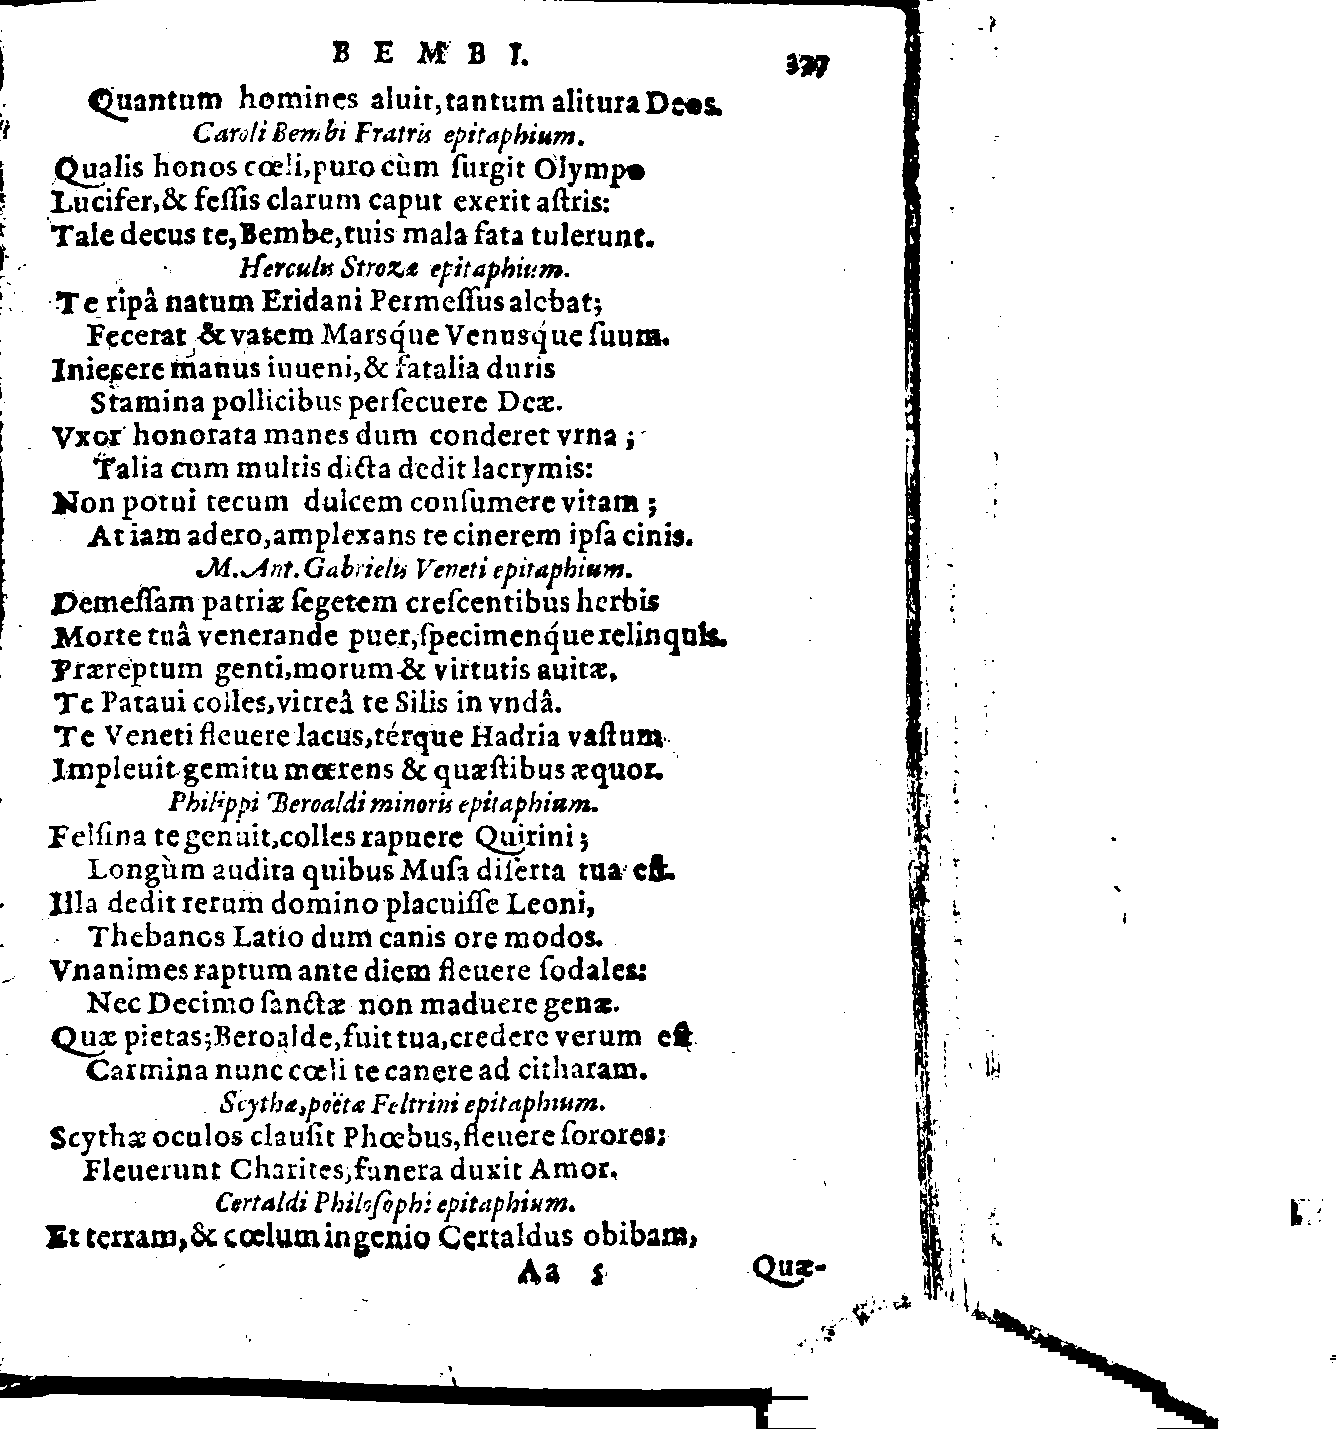 BEMBI. 377
Quantum homines aluit, tantum alitura Deos.
Caroli Bembi Fratris epitaphium.
Qualis honos cœli, puro cùm ſurgit Olympo
Lucifer, & feſſis clarum caput exerit aſtris:
Tale decus te, Bembe, tuis mala fata tulerunt.
Herculis Strozæ epitaphium.
Te ripâ natum Eridani Permeſſus alebat;
Fecerat & vatem Marsq́ue Venusq́ue ſuum.
Iniecere manus iuueni, & fatalia duris
Stamina pollicibus perſecuere Deæ.
Vxor honorata manes dum conderet vrna;
Talia cum multis dicta dedit lacrymis:
Non potui tecum dulcem conſumere vitam;
At iam adero, amplexans te cinerem ipſa cinis.
M. Ant. Gabrielis Veneti epitaphium.
Demeſſam patriæ ſegetem creſcentibus herbis
Morte tuâ venerande puer, ſpecimenq́ue relinquis.
Præreptum genti, morum & virtutis auitæ,
Te Pataui colles, vitreâ te Silis in vndâ.
Te Veneti fleuere lacus, térque Hadria vaſtum
Impleuit gemitu mœrens & quæſtibus æquor.
Philippi Beroaldi minoris epitaphium.
Felſina te genuit, colles rapuere Quirini;
Longùm audita quibus Muſa diſerta tua eſt.
Illa dedit rerum domino placuiſſe Leoni,
Thebanos Latio dum canis ore modos.
Vnanimes raptum ante diem fleuere ſodales:
Nec Decimo ſanctæ non maduere genæ.
Quæ pietas; Beroalde, fuit tua, credere verum eſt
Carmina nunc cœli te canere ad citharam.
Scythæ, poëtæ Feltrini epitaphium.
Scythæ oculos clauſit Phœbus, fleuere ſorores;
Fleuerunt Charites, funera duxit Amor.
Certaldi Philoſophi epitaphium.
Et terram, & cœlum ingenio Certaldus obibam,
Aa 5 Quæ-